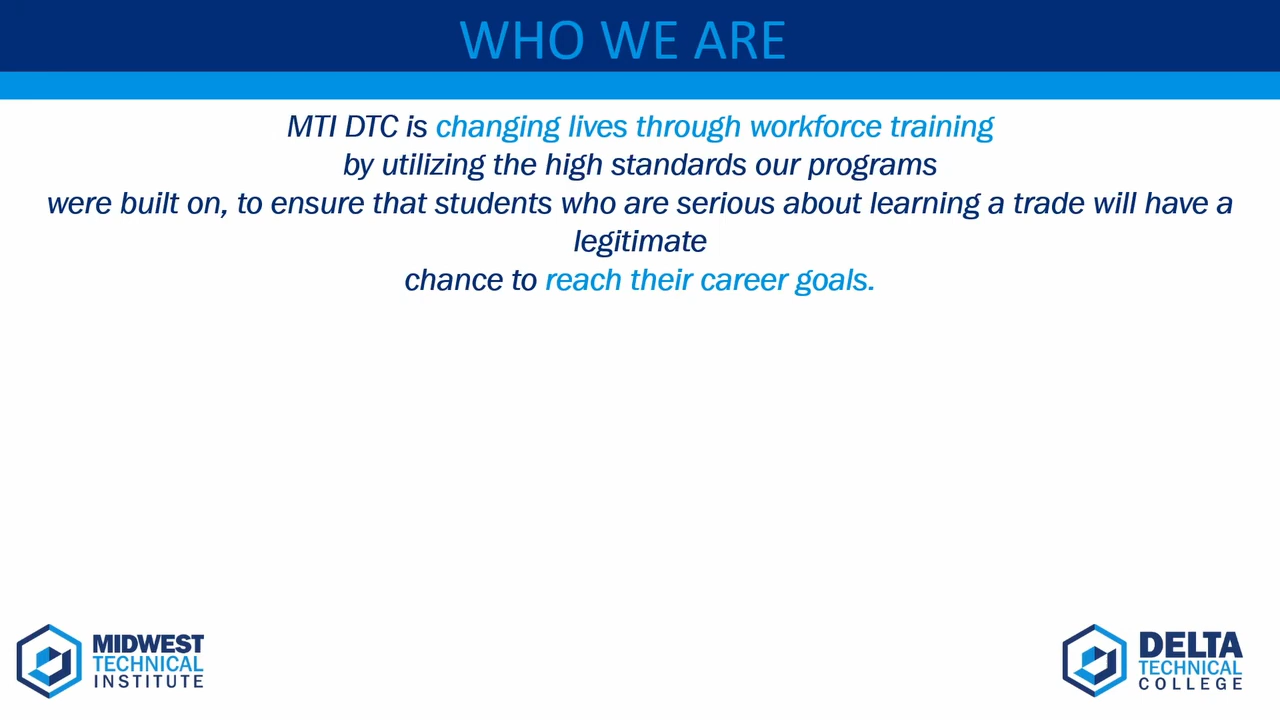 WHO WE ARE
MTI DTC is changing lives through workforce training
by utilizing the high standards our programs
were built on, to ensure that students who are serious about learning a trade will have a
legitimate
chance to reach their career goals.
MIDWEST
TECHNICAL
INSTITUTE
DELTA
TECHNICAL
COLLEGE